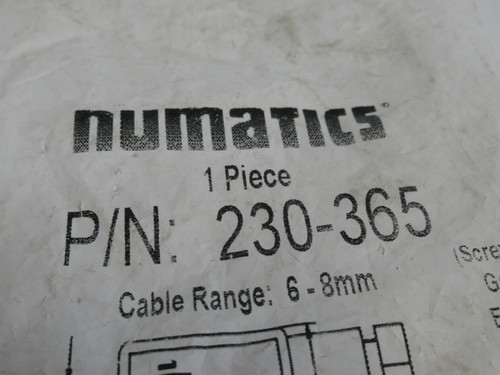 numatics
1 Piece
P/N: 230-365
Cable Range: 6 - 8mm